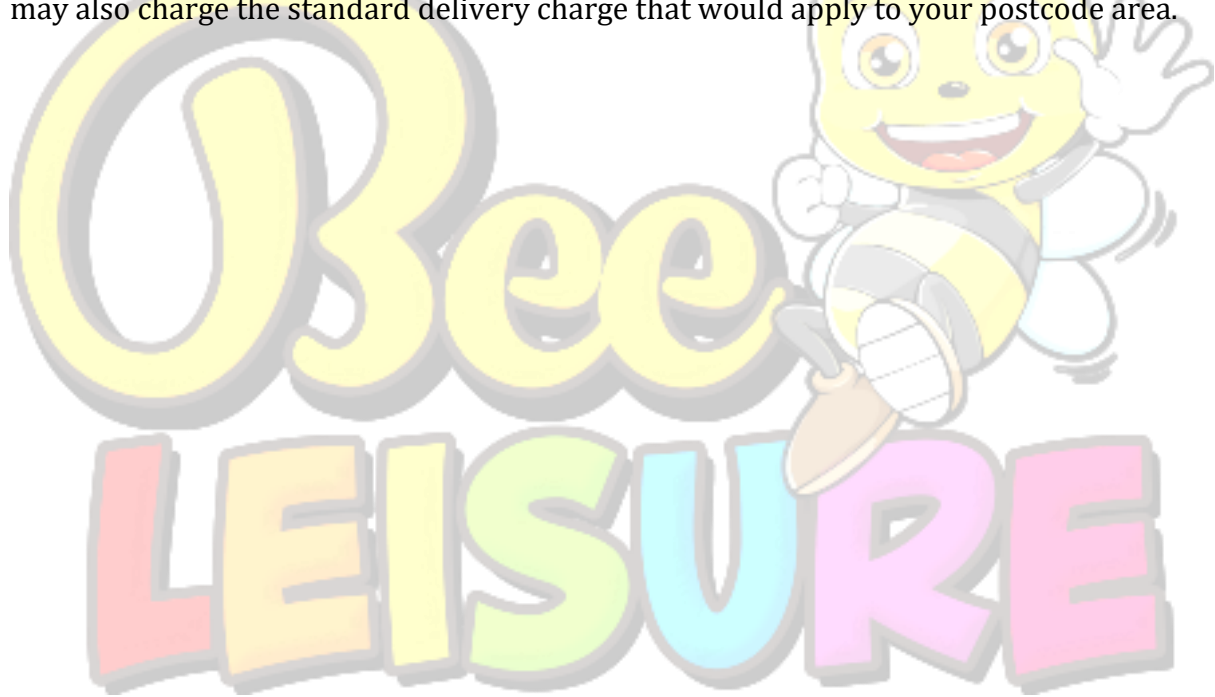 may also charge the standard delivery charge that would apply to your postcode area.
Bee
LEISURE